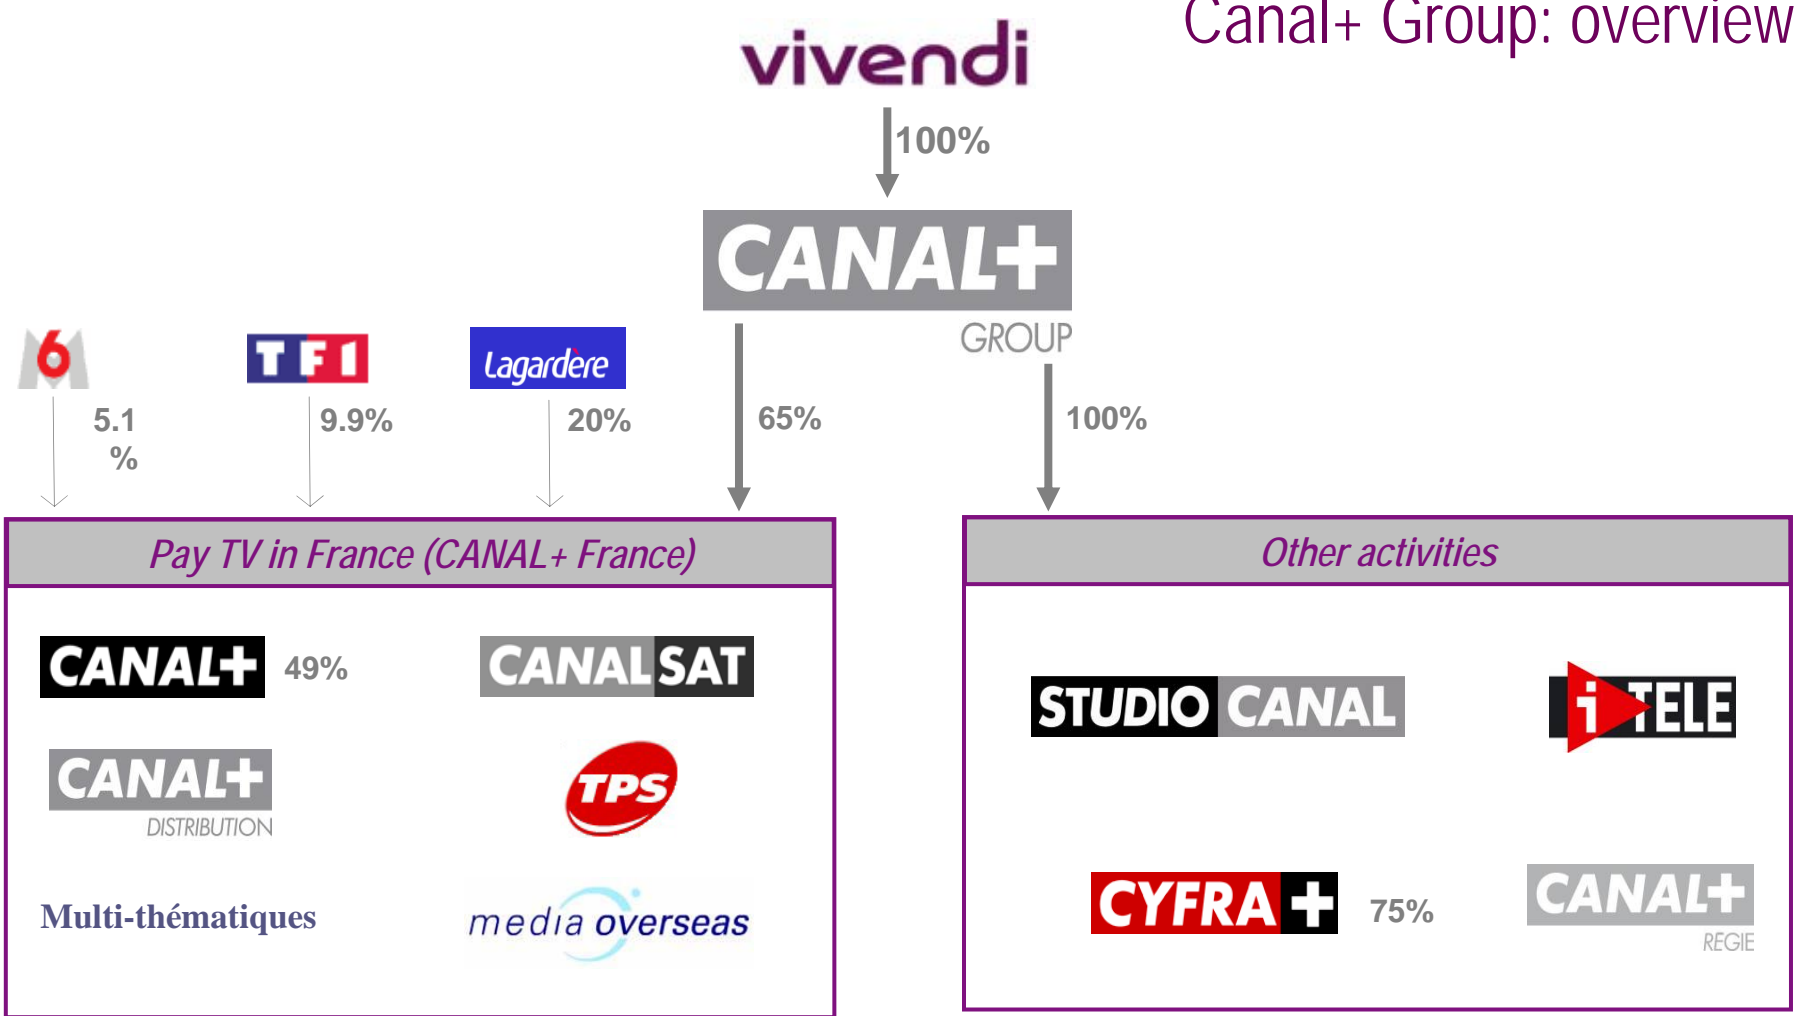 Canal+ Group: overview
vivendi
100%
CANAL+
GROUP
M6
TF1
Lagardère
5.1
%
9.9%
20%
65%
100%
Pay TV in France (CANAL+ France)
CANAL+ 49%
CANALSAT
CANAL+
DISTRIBUTION
TPS
Multi-thématiques
media overseas
Other activities
STUDIO CANAL
i TELE
CYFRA + 75%
CANAL+
REGIE